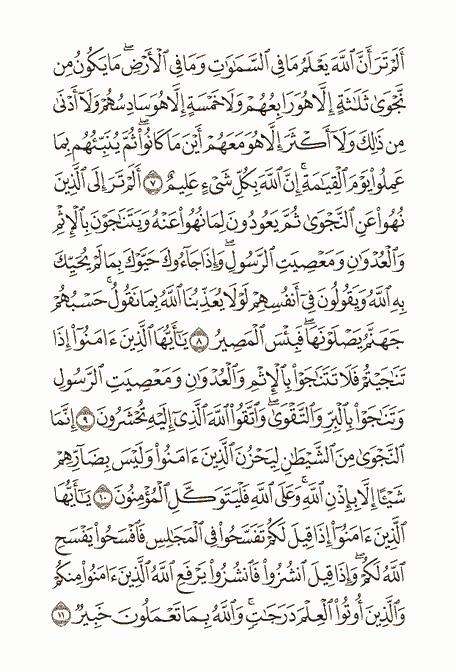 أَلَمْ تَرَ أَنَّ ٱللَّهَ يَعْلَمُ مَا فِى ٱلسَّمَٰوَٰتِ وَمَا فِى ٱلْأَرْضِ ۖ مَا يَكُونُ مِن
نَّجْوَىٰ ثَلَٰثَةٍ إِلَّا هُوَ رَابِعُهُمْ وَلَا خَمْسَةٍ إِلَّا هُوَ سَادِسُهُمْ وَلَآ أَدْنَىٰ
مِن ذَٰلِكَ وَلَآ أَكْثَرَ إِلَّا هُوَ مَعَهُمْ أَيْنَ مَا كَانُوا۟ ۖ ثُمَّ يُنَبِّئُهُم بِمَا
عَمِلُوا۟ يَوْمَ ٱلْقِيَٰمَةِ ۚ إِنَّ ٱللَّهَ بِكُلِّ شَىْءٍ عَلِيمٌ ٧ أَلَمْ تَرَ إِلَى ٱلَّذِينَ
نُهُوا۟ عَنِ ٱلنَّجْوَىٰ ثُمَّ يَعُودُونَ لِمَا نُهُوا۟ عَنْهُ وَيَتَنَٰجَوْنَ بِٱلْإِثْمِ
وَٱلْعُدْوَٰنِ وَمَعْصِيَتِ ٱلرَّسُولِ ۖ وَإِذَا جَآءُوكَ حَيَّوْكَ بِمَا لَمْ يُحَيِّكَ
بِهِ ٱللَّهُ وَيَقُولُونَ فِىٓ أَنفُسِهِمْ لَوْلَا يُعَذِّبُنَا ٱللَّهُ بِمَا نَقُولُ ۚ حَسْبُهُمْ
جَهَنَّمُ يَصْلَوْنَهَا ۖ فَبِئْسَ ٱلْمَصِيرُ ٨ يَٰٓأَيُّهَا ٱلَّذِينَ ءَامَنُوٓا۟ إِذَا
تَنَٰجَيْتُمْ فَلَا تَتَنَٰجَوْا۟ بِٱلْإِثْمِ وَٱلْعُدْوَٰنِ وَمَعْصِيَتِ ٱلرَّسُولِ
وَتَنَٰجَوْا۟ بِٱلْبِرِّ وَٱلتَّقْوَىٰ ۖ وَٱتَّقُوا۟ ٱللَّهَ ٱلَّذِىٓ إِلَيْهِ تُحْشَرُونَ ٩ إِنَّمَا
ٱلنَّجْوَىٰ مِنَ ٱلشَّيْطَٰنِ لِيَحْزُنَ ٱلَّذِينَ ءَامَنُوا۟ وَلَيْسَ بِضَآرِّهِمْ
شَيْـًٔا إِلَّا بِإِذْنِ ٱللَّهِ ۚ وَعَلَى ٱللَّهِ فَلْيَتَوَكَّلِ ٱلْمُؤْمِنُونَ ١٠ يَٰٓأَيُّهَا
ٱلَّذِينَ ءَامَنُوٓا۟ إِذَا قِيلَ لَكُمْ تَفَسَّحُوا۟ فِى ٱلْمَجَٰلِسِ فَٱفْسَحُوا۟ يَفْسَحِ
ٱللَّهُ لَكُمْ ۖ وَإِذَا قِيلَ ٱنشُزُوا۟ فَٱنشُزُوا۟ يَرْفَعِ ٱللَّهُ ٱلَّذِينَ ءَامَنُوا۟ مِنكُمْ
وَٱلَّذِينَ أُوتُوا۟ ٱلْعِلْمَ دَرَجَٰتٍ ۚ وَٱللَّهُ بِمَا تَعْمَلُونَ خَبِيرٌ ١١